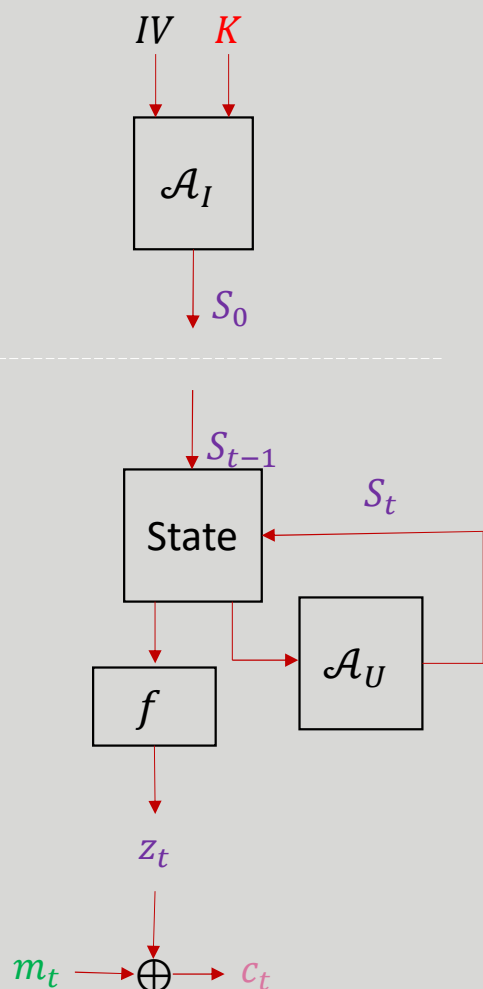 IV K
𝒜_I
S_0
S_{t−1}
S_t
State
𝒜_U
f
z_t
m_t ⊕ c_t